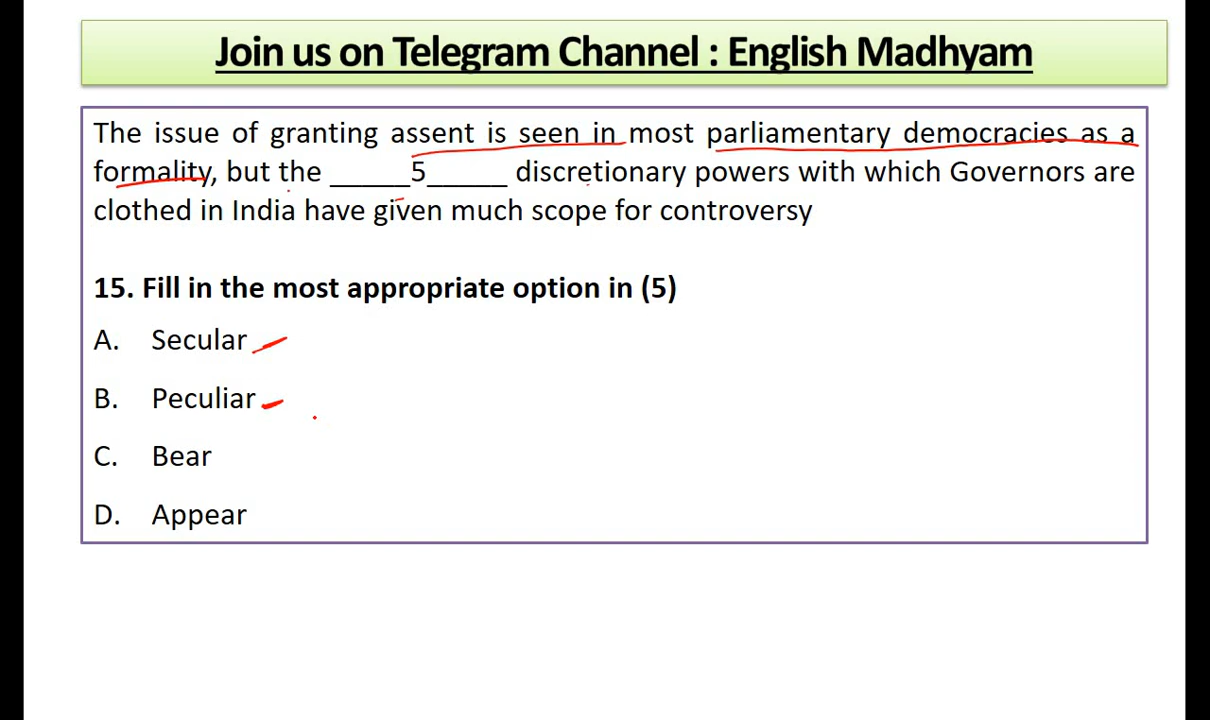 Join us on Telegram Channel : English Madhyam
The issue of granting assent is seen in most parliamentary democracies as a
formality, but the _____5_____ discretionary powers with which Governors are
clothed in India have given much scope for controversy
15. Fill in the most appropriate option in (5)
A. Secular
B. Peculiar
C. Bear
D. Appear